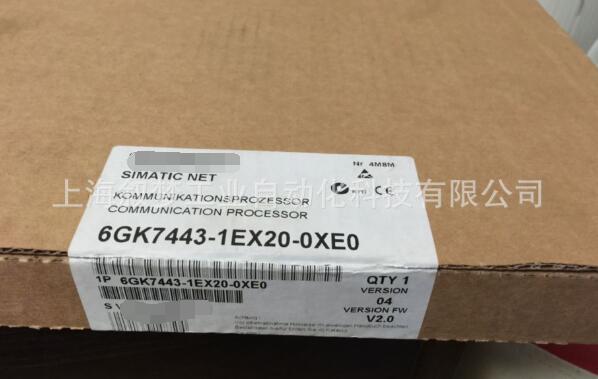 Nr 4M8M
SIMATIC NET
上海 工业自动化科技有限公司
KOMMUNIKATIONSPROZESSOR
COMMUNICATION PROCESSOR
6GK7443-1EX20-0XE0
1P 6GK7443-1EX20-0XE0
QTY 1
VERSION
04
S
VERSION FW
V2.0
Achtung